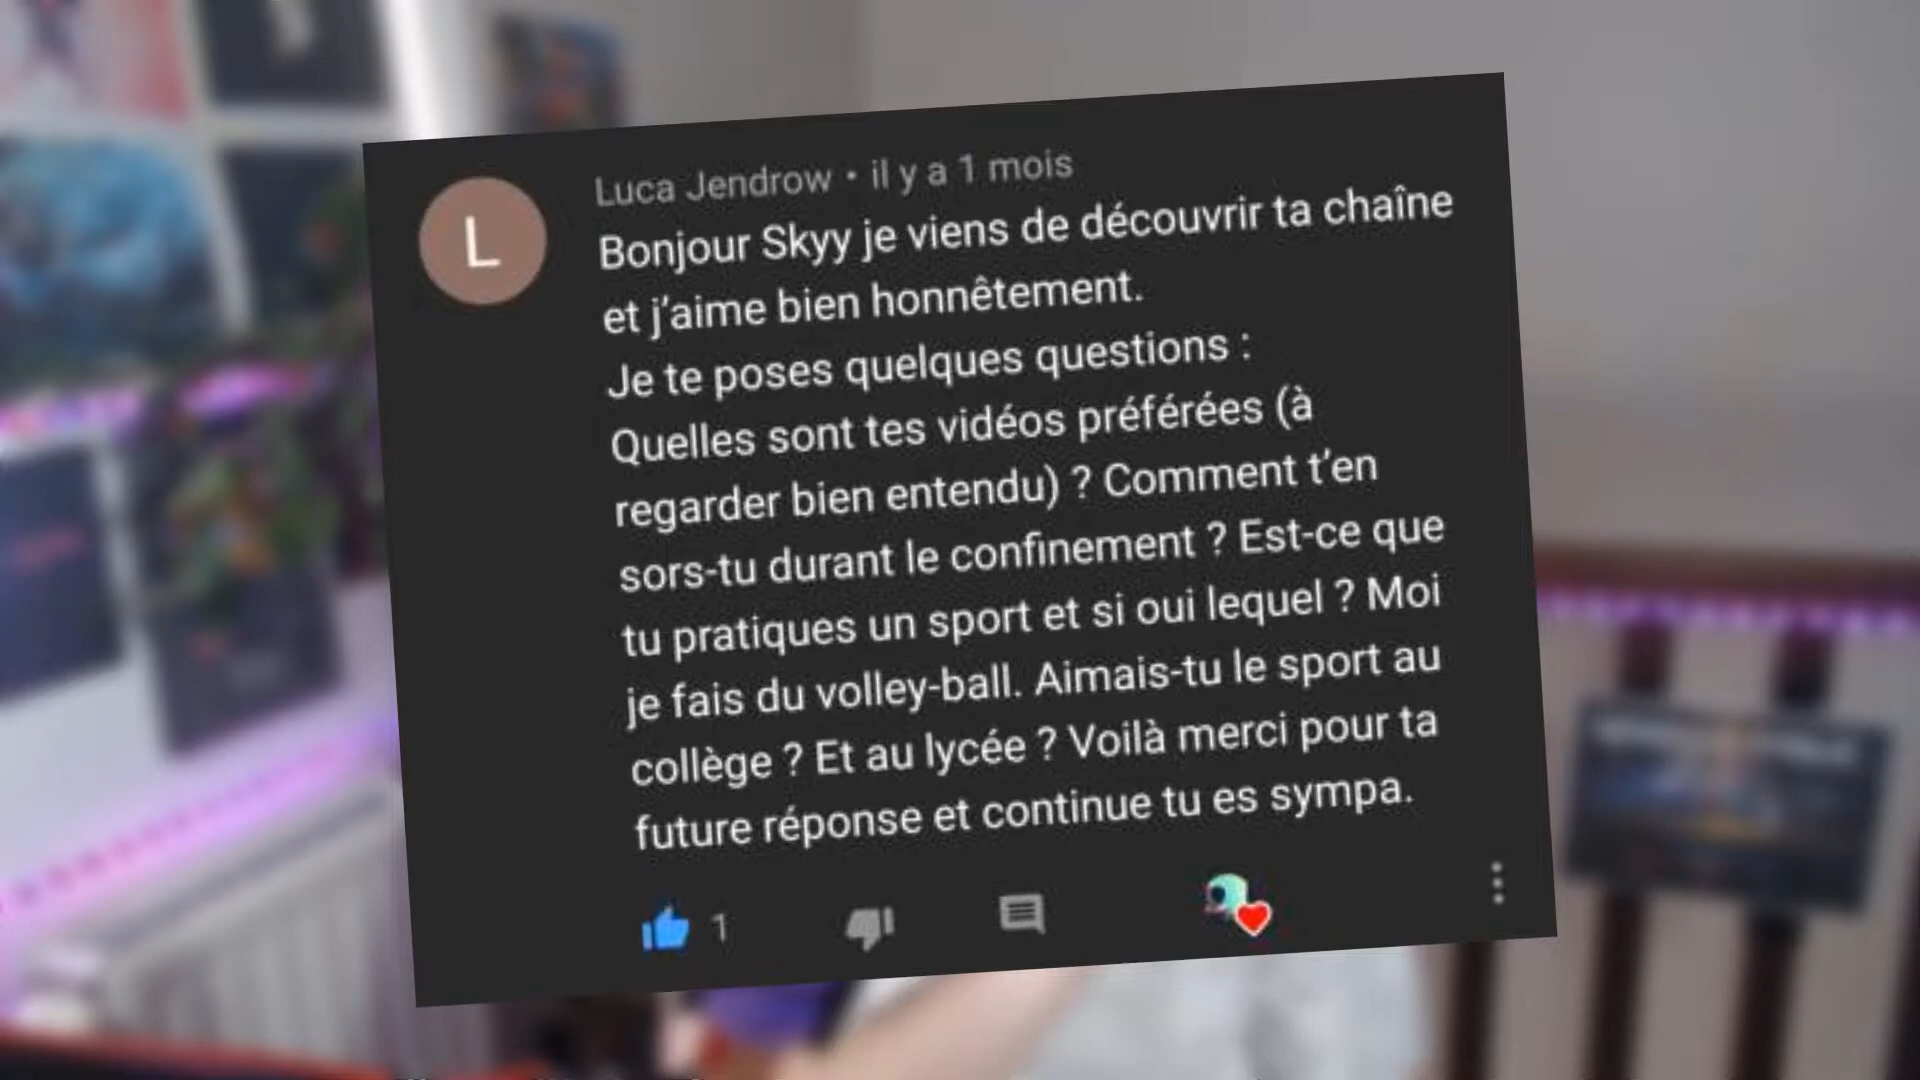 L
Luca Jendrow • il y a 1 mois
Bonjour Skyy je viens de découvrir ta chaîne
et j'aime bien honnêtement.
Je te poses quelques questions :
Quelles sont tes vidéos préférées (à
regarder bien entendu) ? Comment t'en
sors-tu durant le confinement ? Est-ce que
tu pratiques un sport et si oui lequel ? Moi
je fais du volley-ball. Aimais-tu le sport au
collège ? Et au lycée ? Voilà merci pour ta
future réponse et continue tu es sympa.
1